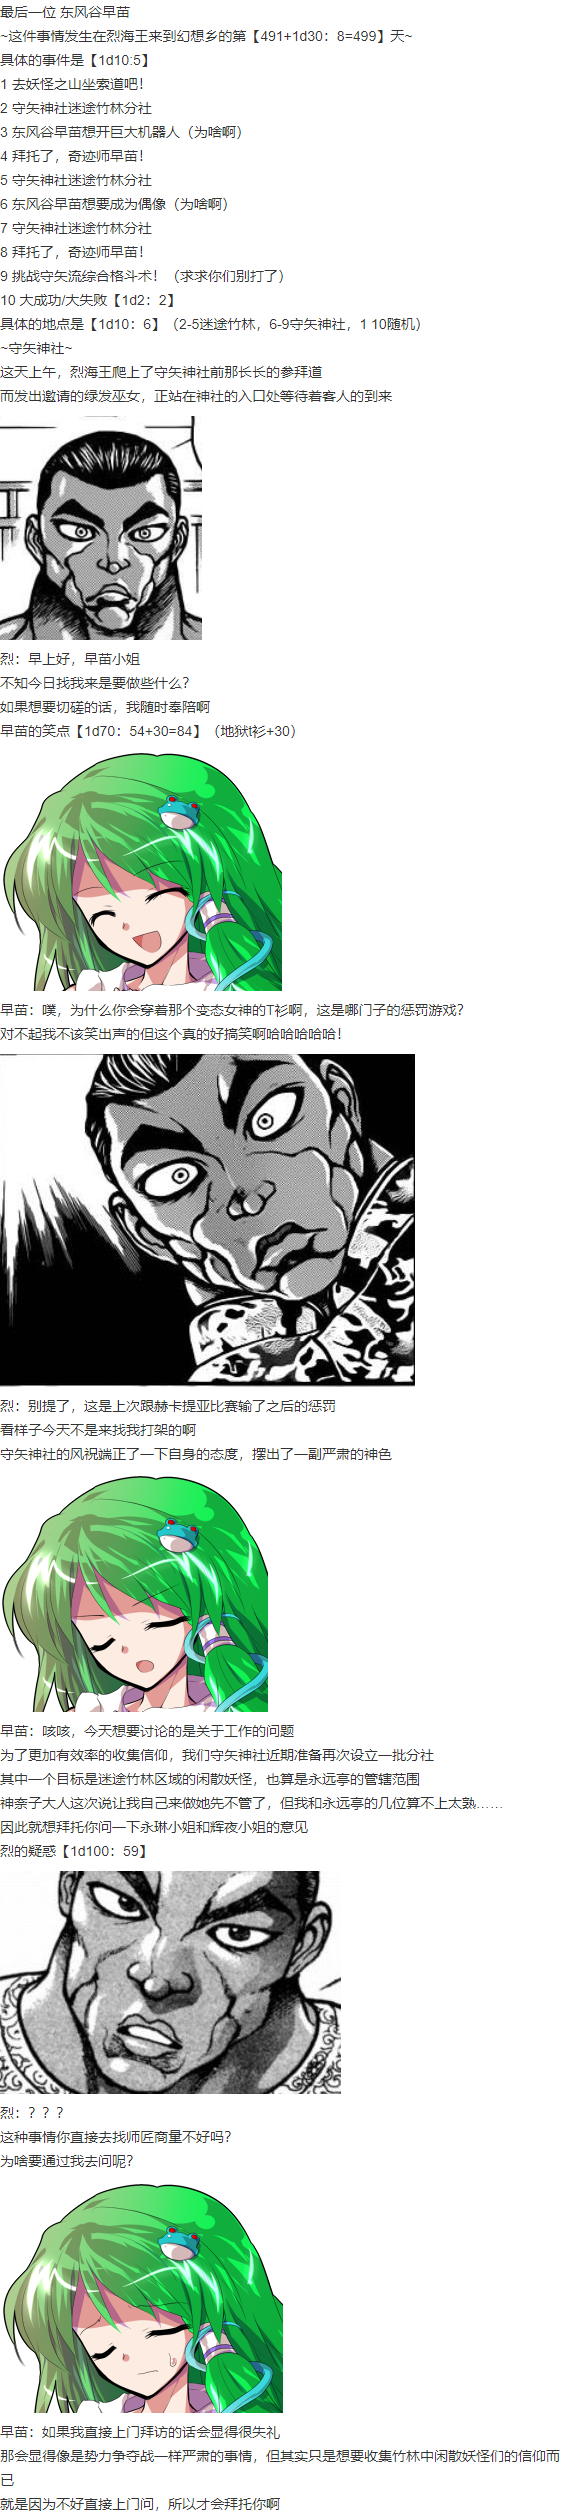 最后一位 东风谷早苗
~这件事情发生在烈海王来到幻想乡的第【491+1d30：8=499】天~
具体的事件是【1d10:5】
1 去妖怪之山坐索道吧！
2 守矢神社迷途竹林分社
3 东风谷早苗想开巨大机器人（为啥啊）
4 拜托了，奇迹师早苗！
5 守矢神社迷途竹林分社
6 东风谷早苗想要成为偶像（为啥啊）
7 守矢神社迷途竹林分社
8 拜托了，奇迹师早苗！
9 挑战守矢流综合格斗术！（求求你们别打了）
10 大成功/大失败【1d2：2】
具体的地点是【1d10：6】（2-5迷途竹林，6-9守矢神社，1 10随机）
~守矢神社~
这天上午，烈海王爬上了守矢神社前那长长的参拜道
而发出邀请的绿发巫女，正站在神社的入口处等待着客人的到来
烈：早上好，早苗小姐
不知今日找我来是要做些什么？
如果想要切磋的话，我随时奉陪啊
早苗的笑点【1d70：54+30=84】（地狱t衫+30）
早苗：噗，为什么你会穿着那个变态女神的T衫啊，这是哪门子的惩罚游戏？
对不起我不该笑出声的但这个真的好搞笑啊哈哈哈哈哈！
烈：别提了，这是上次跟赫卡提亚比赛输了之后的惩罚
看样子今天不是来找我打架的啊
守矢神社的风祝端正了一下自身的态度，摆出了一副严肃的神色
早苗：咳咳，今天想要讨论的是关于工作的问题
为了更加有效率的收集信仰，我们守矢神社近期准备再次设立一批分社
其中一个目标是迷途竹林区域的闲散妖怪，也算是永远亭的管辖范围
神奈子大人这次说让我自己来做她先不管了，但我和永远亭的几位算不上太熟……
因此就想拜托你问一下永琳小姐和辉夜小姐的意见
烈的疑惑【1d100：59】
烈：？？？
这种事情你直接去找师匠商量不好吗？
为啥要通过我去问呢？
早苗：如果我直接上门拜访的话会显得很失礼
那会显得像是势力争夺战一样严肃的事情，但其实只是想要收集竹林中闲散妖怪们的信仰而
已
就是因为不好直接上门问，所以才会拜托你啊